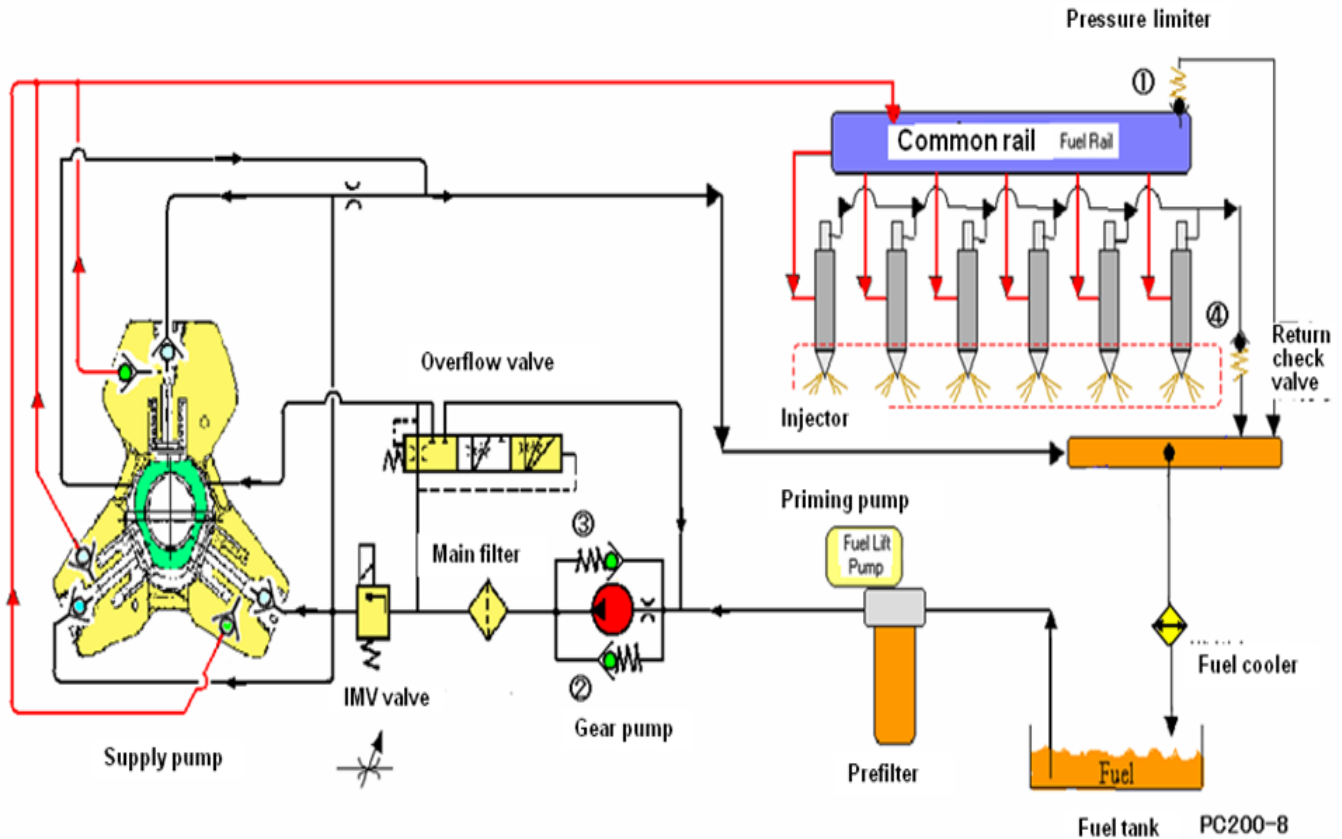 Pressure limiter
①
Common rail
Fuel Rail
④
Return
check
valve
Injector
Overflow valve
Priming pump
Fuel Lift
Pump
③
Main filter
②
Gear pump
IMV valve
Supply pump
Prefilter
Fuel cooler
Fuel
Fuel tank
PC200-8